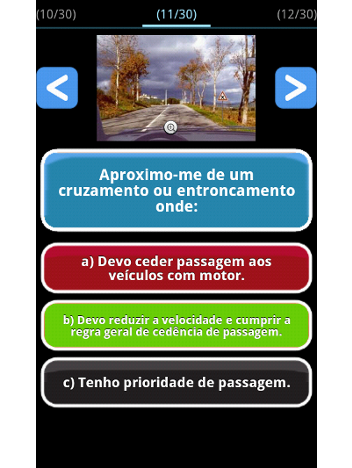 (10/30) (11/30) (12/30)
Aproximo-me de um
cruzamento ou entroncamento
onde:
a) Devo ceder passagem aos
veículos com motor.
b) Devo reduzir a velocidade e cumprir a
regra geral de cedência de passagem.
c) Tenho prioridade de passagem.